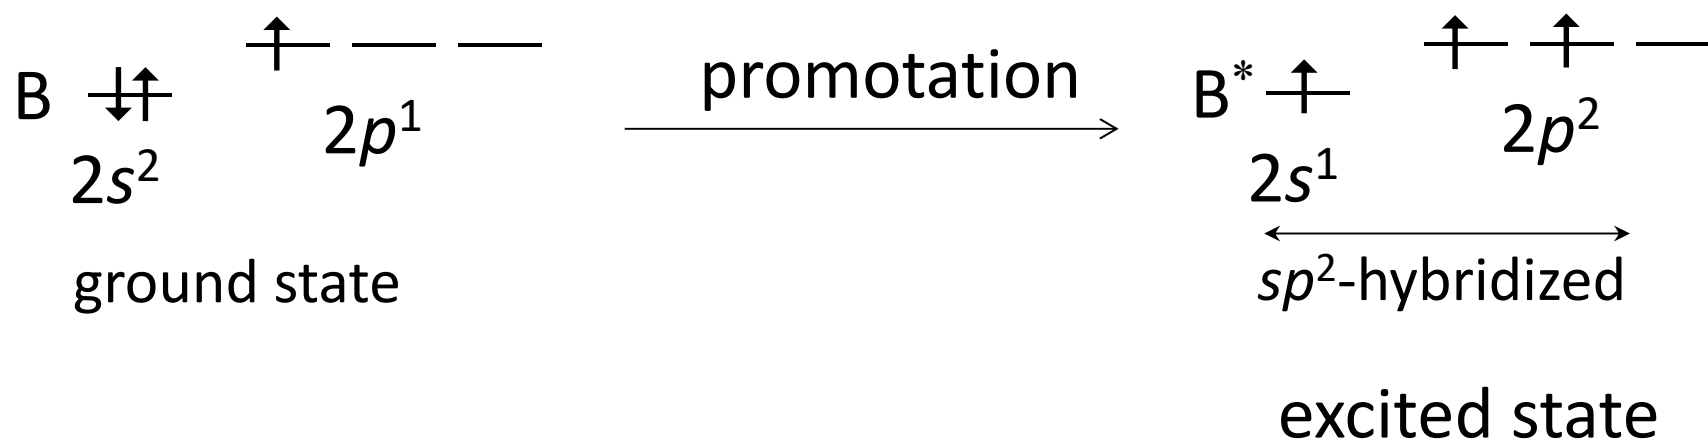 B
2s²
2p¹
ground state
promotation
B*
2s¹
2p²
sp²-hybridized
excited state